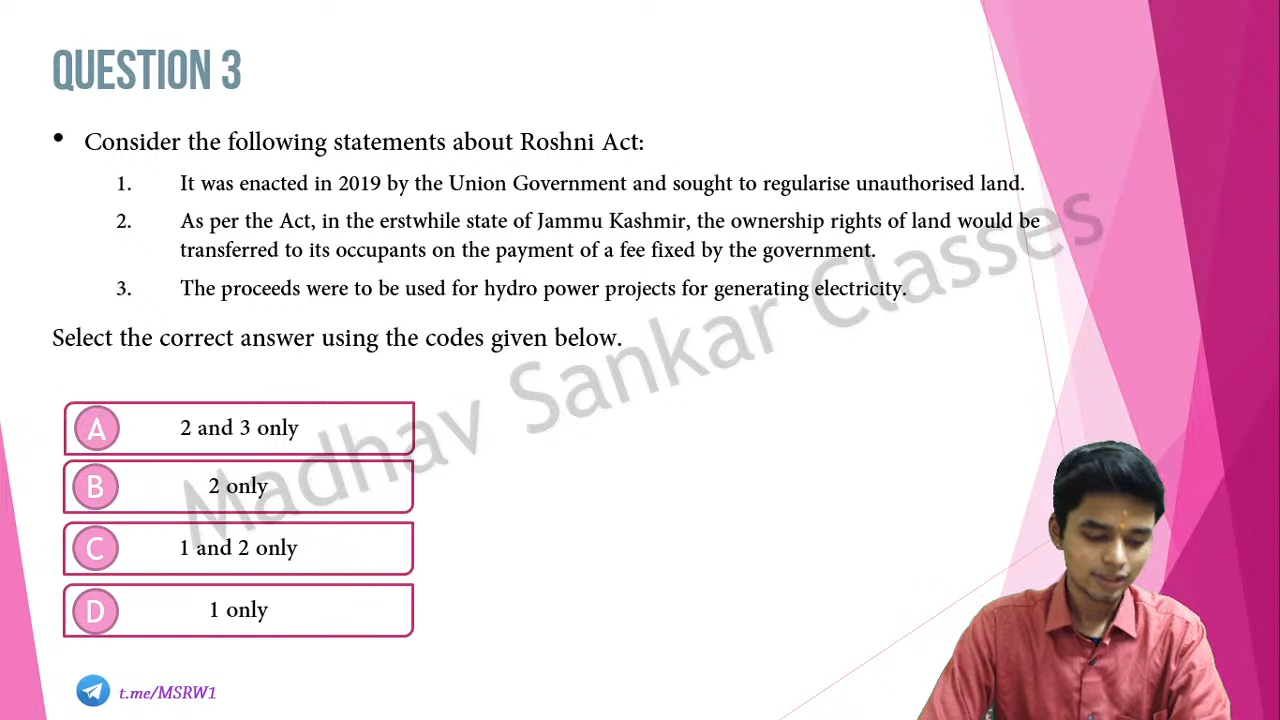 QUESTION 3
• Consider the following statements about Roshni Act:
1. It was enacted in 2019 by the Union Government and sought to regularise unauthorised land.
2. As per the Act, in the erstwhile state of Jammu Kashmir, the ownership rights of land would be
transferred to its occupants on the payment of a fee fixed by the government.
3. The proceeds were to be used for hydro power projects for generating electricity.
Select the correct answer using the codes given below.
Madhav Sankar Classes
A 2 and 3 only
B 2 only
C 1 and 2 only
D 1 only
t.me/MSRW1